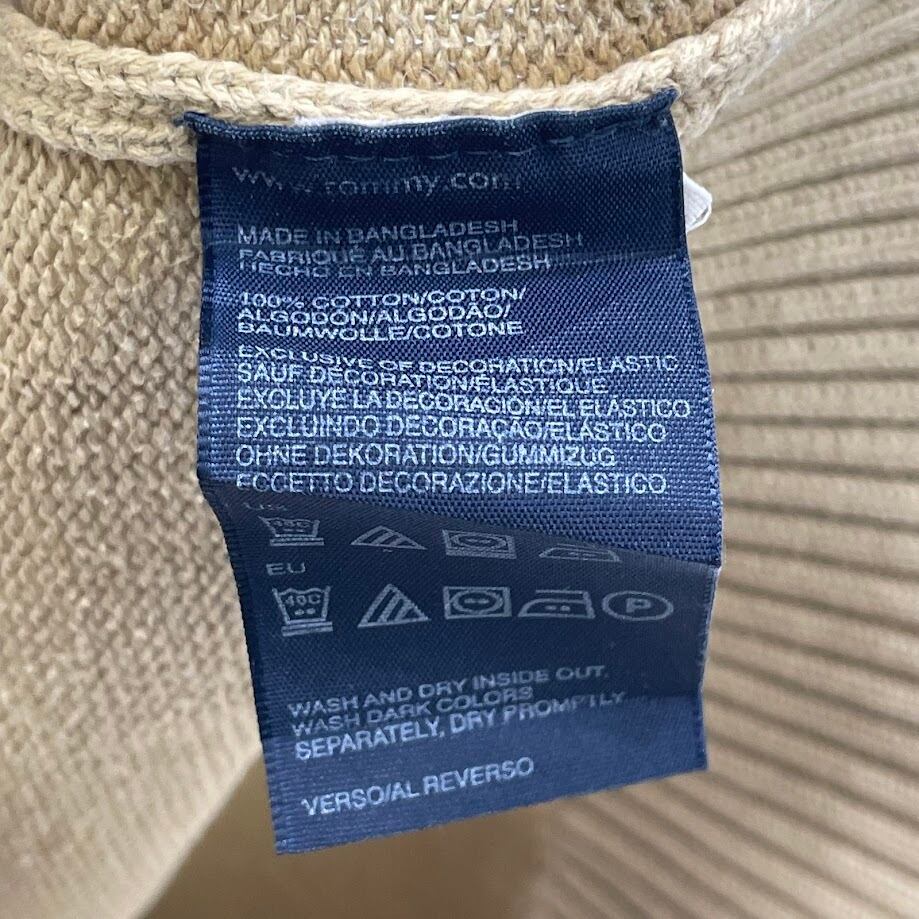 www.tommy.com
MADE IN BANGLADESH
FABRIQUE AU BANGLADESH
HECHO EN BANGLADESH
100% COTTON/COTON/
ALGODÓN/ALGODÃO/
BAUMWOLLE/COTONE
EXCLUSIVE OF DECORATION/ELASTIC
SAUF DÉCORATION/ÉLASTIQUE
EXCLUYE LA DECORACIÓN/EL ELÁSTICO
EXCLUINDO DECORAÇÃO/ELÁSTICO
OHNE DEKORATION/GUMMIZUG
ECCETTO DECORAZIONE/ELASTICO
US
EU
40C
P
WASH AND DRY INSIDE OUT.
WASH DARK COLORS
SEPARATELY, DRY PROMPTLY
VERSO/AL REVERSO